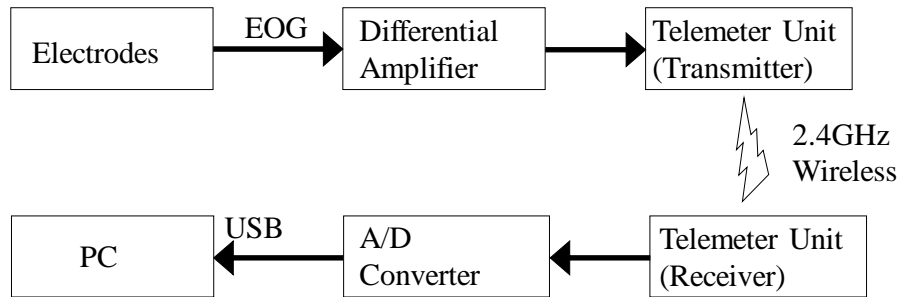 Electrodes
EOG
Differential
Amplifier
Telemeter Unit
(Transmitter)
2.4GHz
Wireless
PC
USB
A/D
Converter
Telemeter Unit
(Receiver)